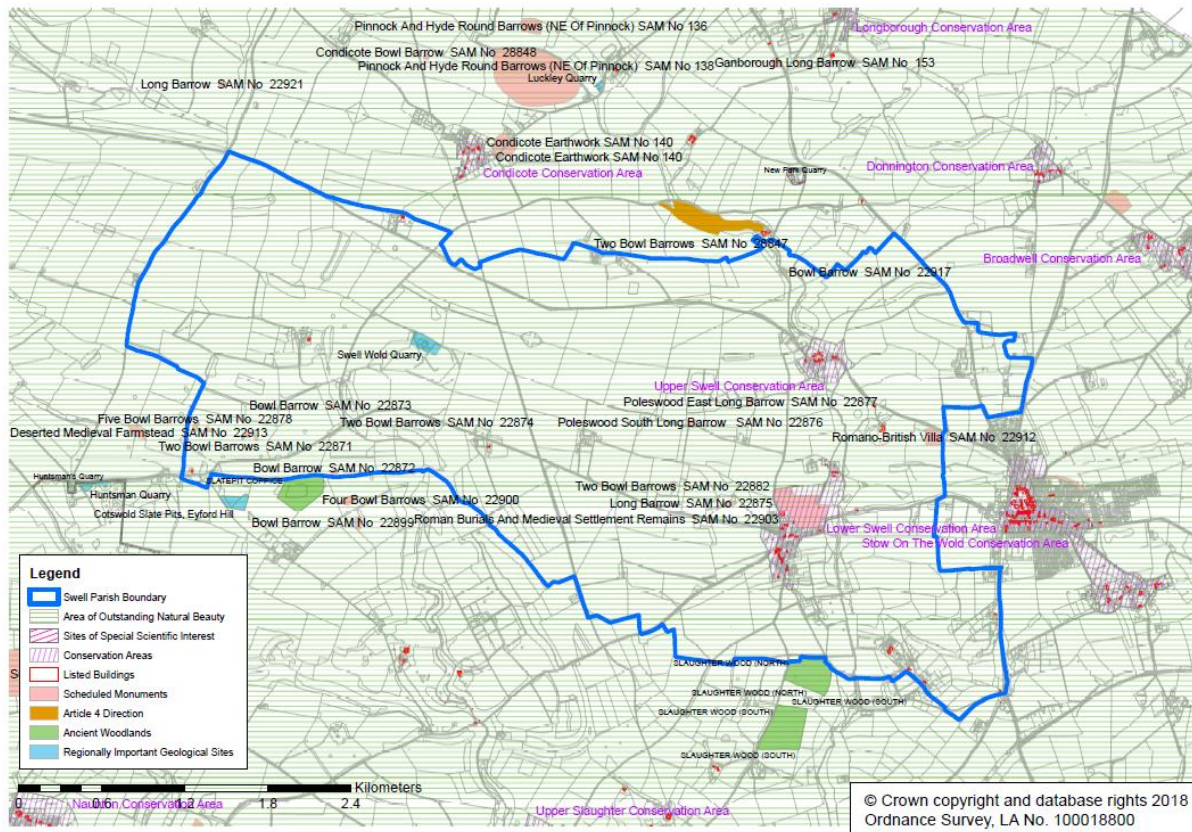 Pinnock And Hyde Round Barrows (NE Of Pinnock) SAM No 136
Longborough Conservation Area
Condicote Bowl Barrow SAM No 28848
Pinnock And Hyde Round Barrows (NE Of Pinnock) SAM No 138
Ganborough Long Barrow SAM No 153
Luckley Quarry
Long Barrow SAM No 22921
Condicote Earthwork SAM No 140
Condicote Earthwork SAM No 140
Condicote Conservation Area
New Park Quarry
Donnington Conservation Area
Two Bowl Barrows SAM No 28847
Broadwell Conservation Area
Bowl Barrow SAM No 22917
Swell Wold Quarry
Upper Swell Conservation Area
Poleswood East Long Barrow SAM No 22877
Bowl Barrow SAM No 22873
Five Bowl Barrows SAM No 22878
Two Bowl Barrows SAM No 22874
Poleswood South Long Barrow SAM No 22876
Deserted Medieval Farmstead SAM No 22913
Romano-British Villa SAM No 22912
Two Bowl Barrows SAM No 22871
Bowl Barrow SAM No 22872
Huntsman's Quarry
SLATEPIT COPPICE
Two Bowl Barrows SAM No 22882
Huntsman Quarry
Four Bowl Barrows SAM No 22900
Long Barrow SAM No 22875
Cotswold Slate Pits, Eyford Hill
Bowl Barrow SAM No 22899
Roman Burials And Medieval Settlement Remains SAM No 22903
Lower Swell Conservation Area
Stow On The Wold Conservation Area
SLAUGHTER WOOD (NORTH)
SLAUGHTER WOOD (NORTH)
SLAUGHTER WOOD (SOUTH)
SLAUGHTER WOOD (SOUTH)
SLAUGHTER WOOD (SOUTH)
Legend
Swell Parish Boundary
Area of Outstanding Natural Beauty
Sites of Special Scientific Interest
Conservation Areas
Listed Buildings
Scheduled Monuments
Article 4 Direction
Ancient Woodlands
Regionally Important Geological Sites
S
Kilometers
0 0.6 1.2 1.8 2.4
Naunton Conservation Area
Upper Slaughter Conservation Area
© Crown copyright and database rights 2018
Ordnance Survey, LA No. 100018800